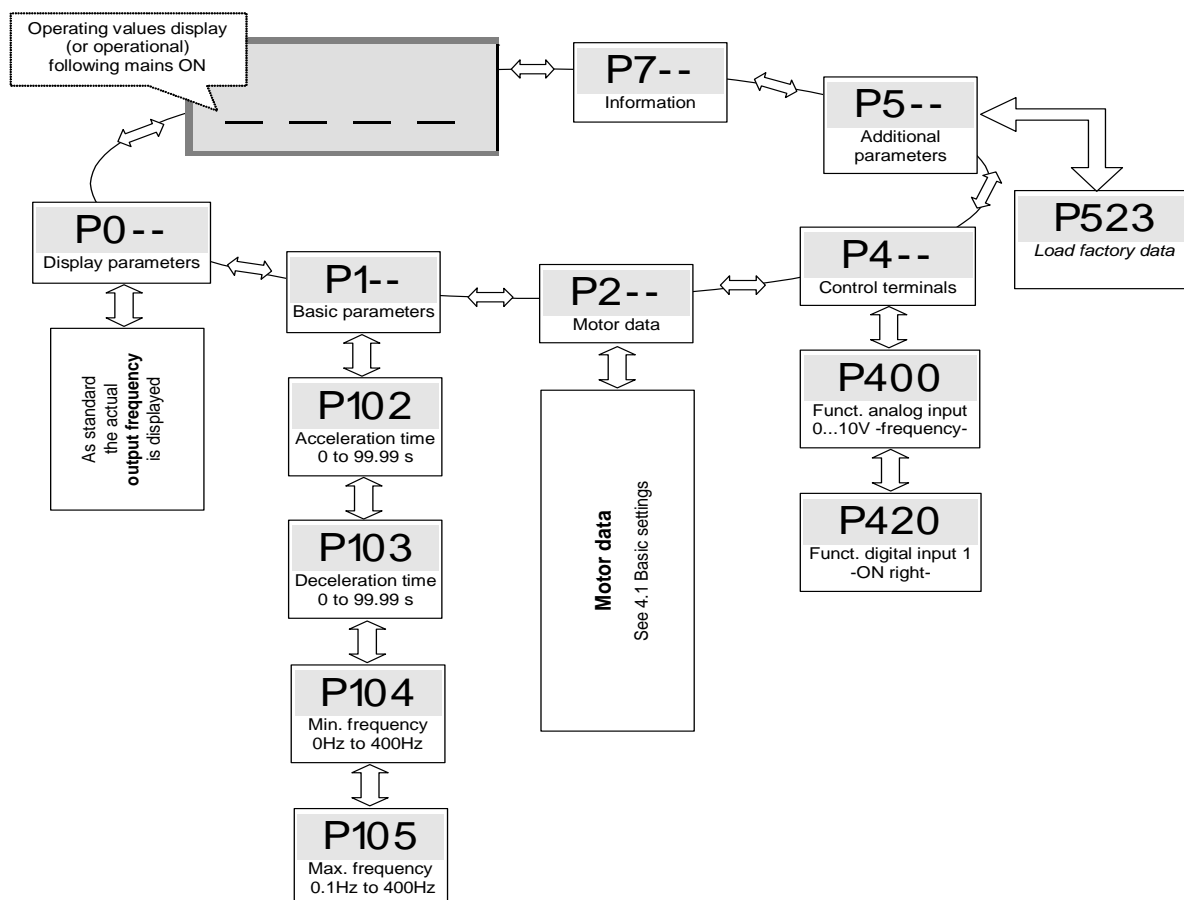 Operating values display
(or operational)
following mains ON
_ _ _ _
P7--
Information
P5--
Additional
parameters
P523
Load factory data
P0--
Display parameters
As standard
the actual
output frequency
is displayed
P1--
Basic parameters
P102
Acceleration time
0 to 99.99 s
P103
Deceleration time
0 to 99.99 s
P104
Min. frequency
0Hz to 400Hz
P105
Max. frequency
0.1Hz to 400Hz
P2--
Motor data
Motor data
See 4.1 Basic settings
P4--
Control terminals
P400
Funct. analog input
0...10V -frequency-
P420
Funct. digital input 1
-ON right-